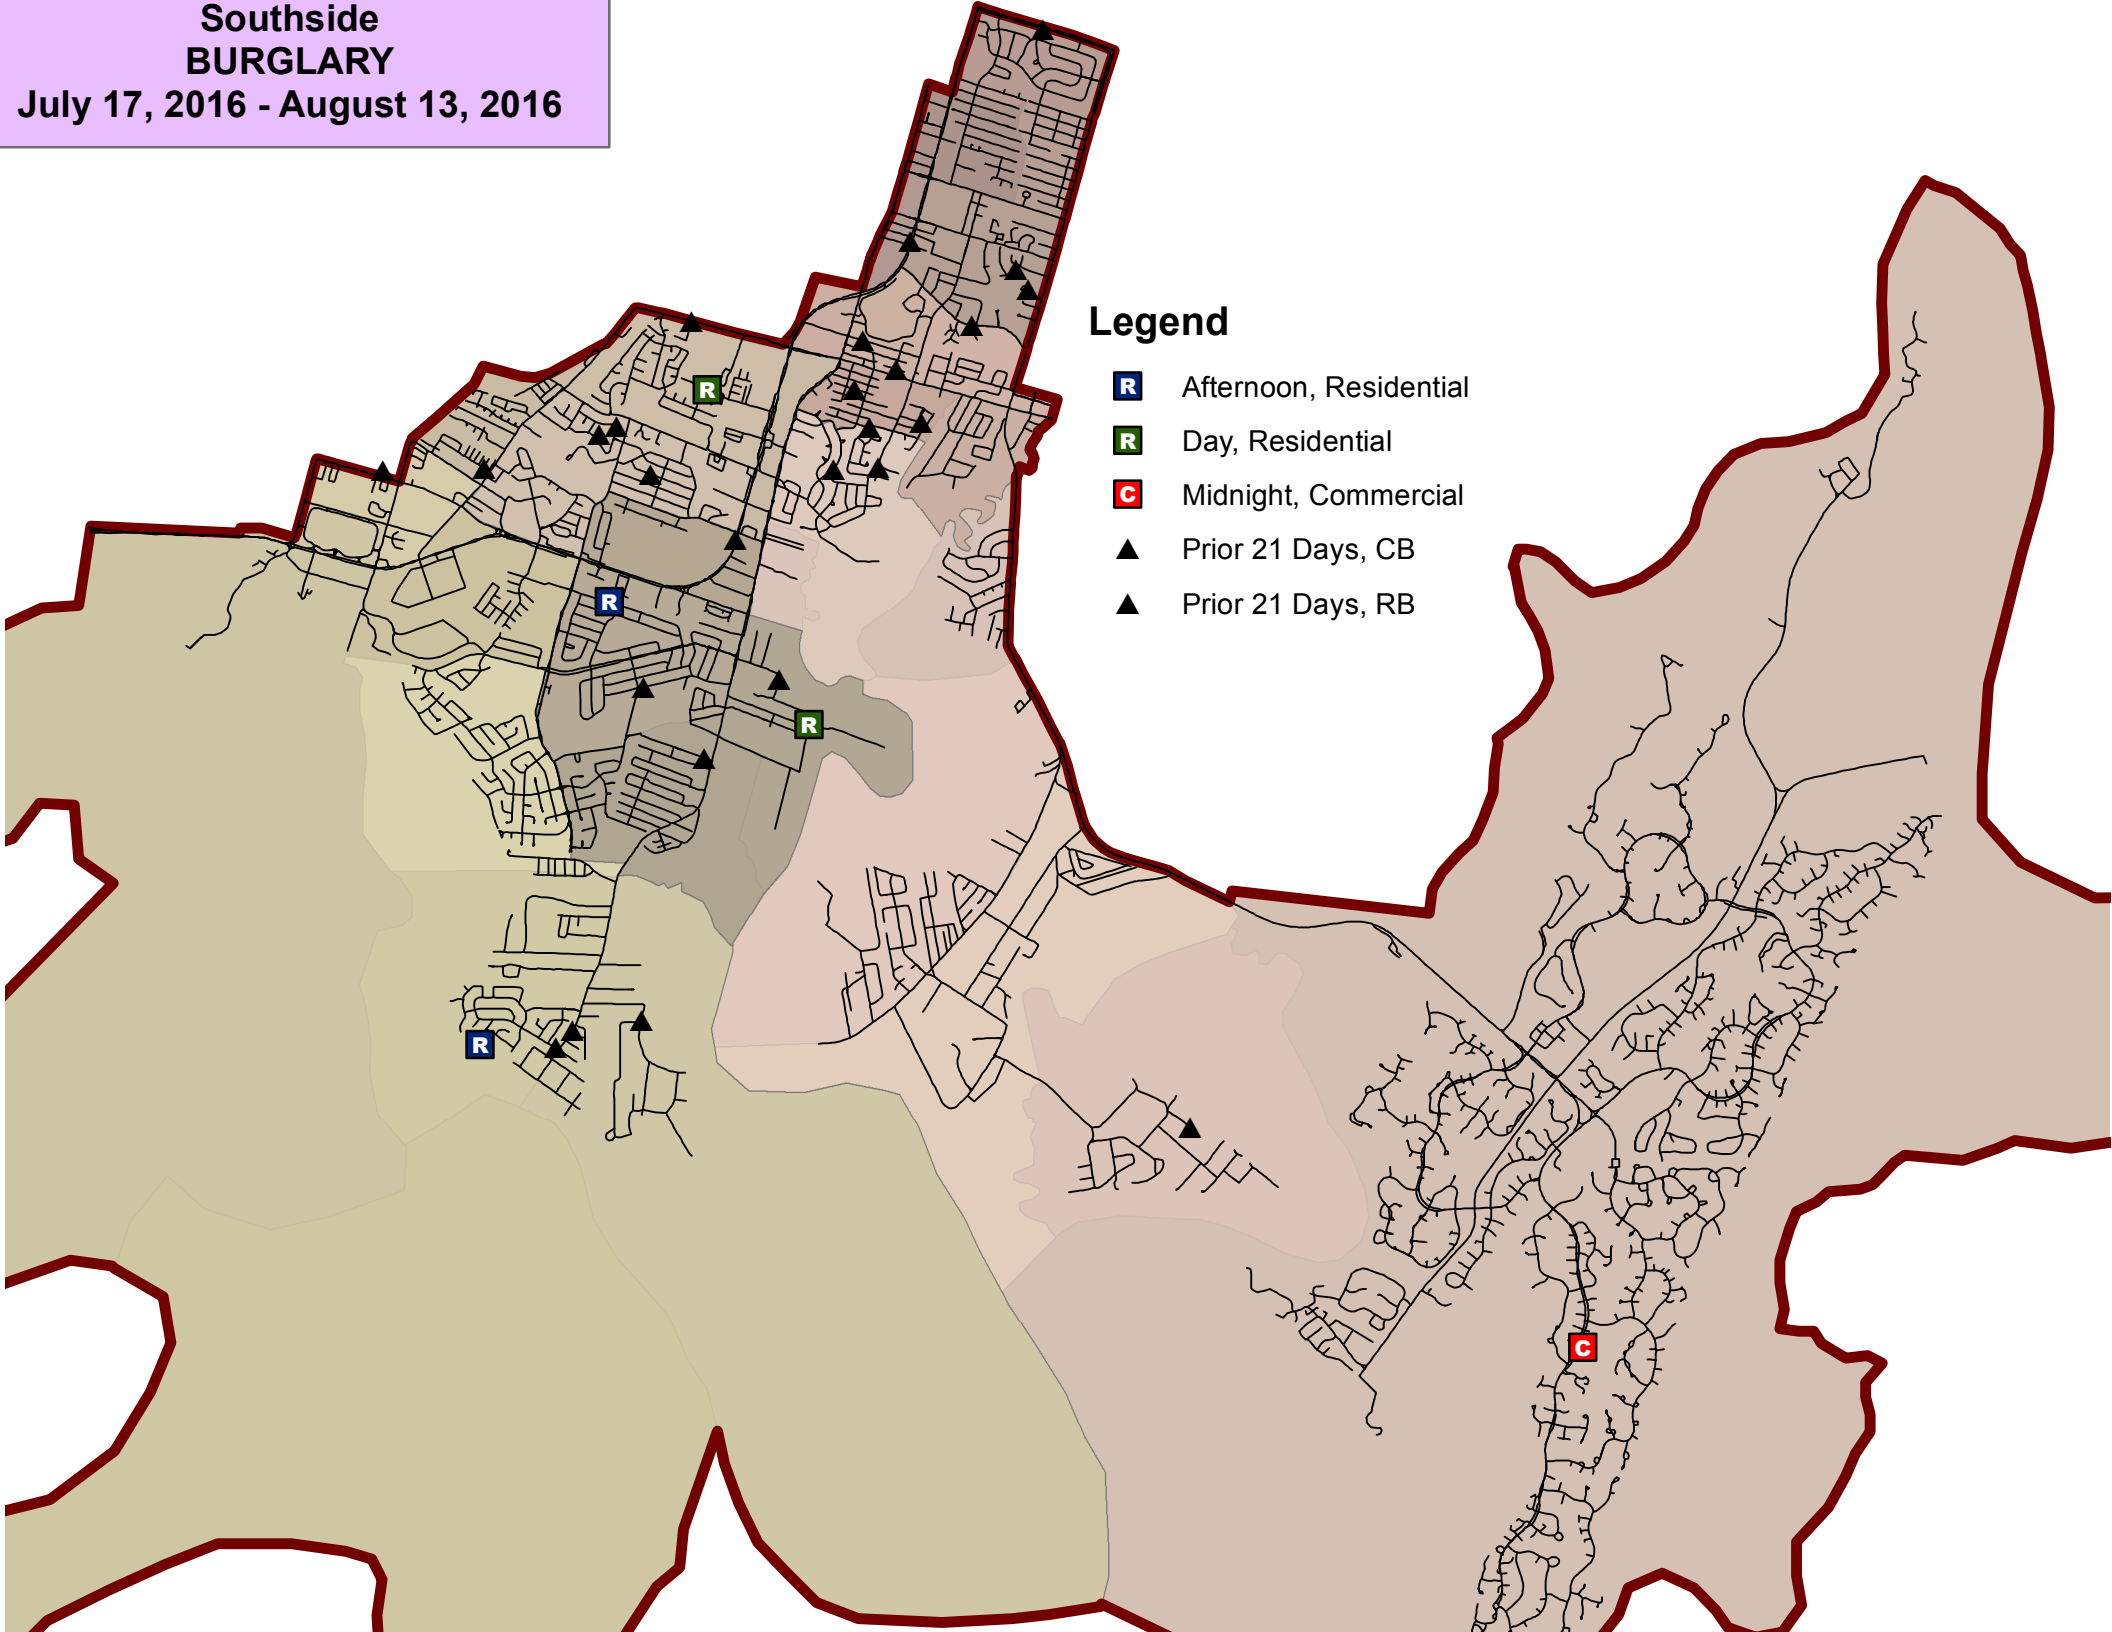 Southside
BURGLARY
July 17, 2016 - August 13, 2016
Legend
R Afternoon, Residential
R Day, Residential
C Midnight, Commercial
Prior 21 Days, CB
Prior 21 Days, RB
R
R
R
R
C